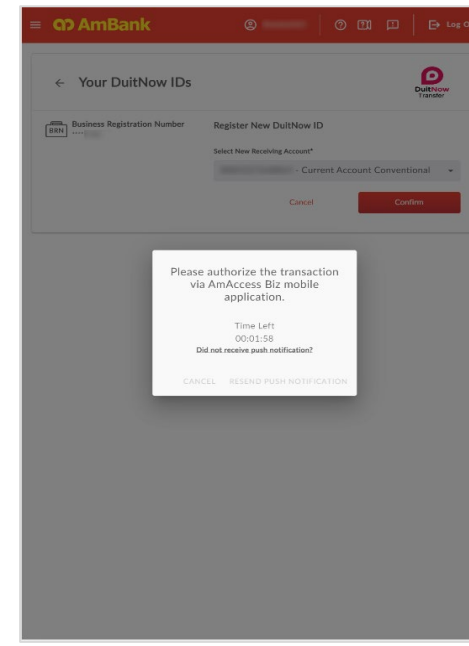 AmBank
Log O
Your DuitNow IDs
DuitNow
Transfer
BRN
Business Registration Number
Register New DuitNow ID
Select New Receiving Account*
- Current Account Conventional
Cancel
Confirm
Please authorize the transaction
via AmAccess Biz mobile
application.
Time Left
00:01:58
Did not receive push notification?
CANCEL RESEND PUSH NOTIFICATION